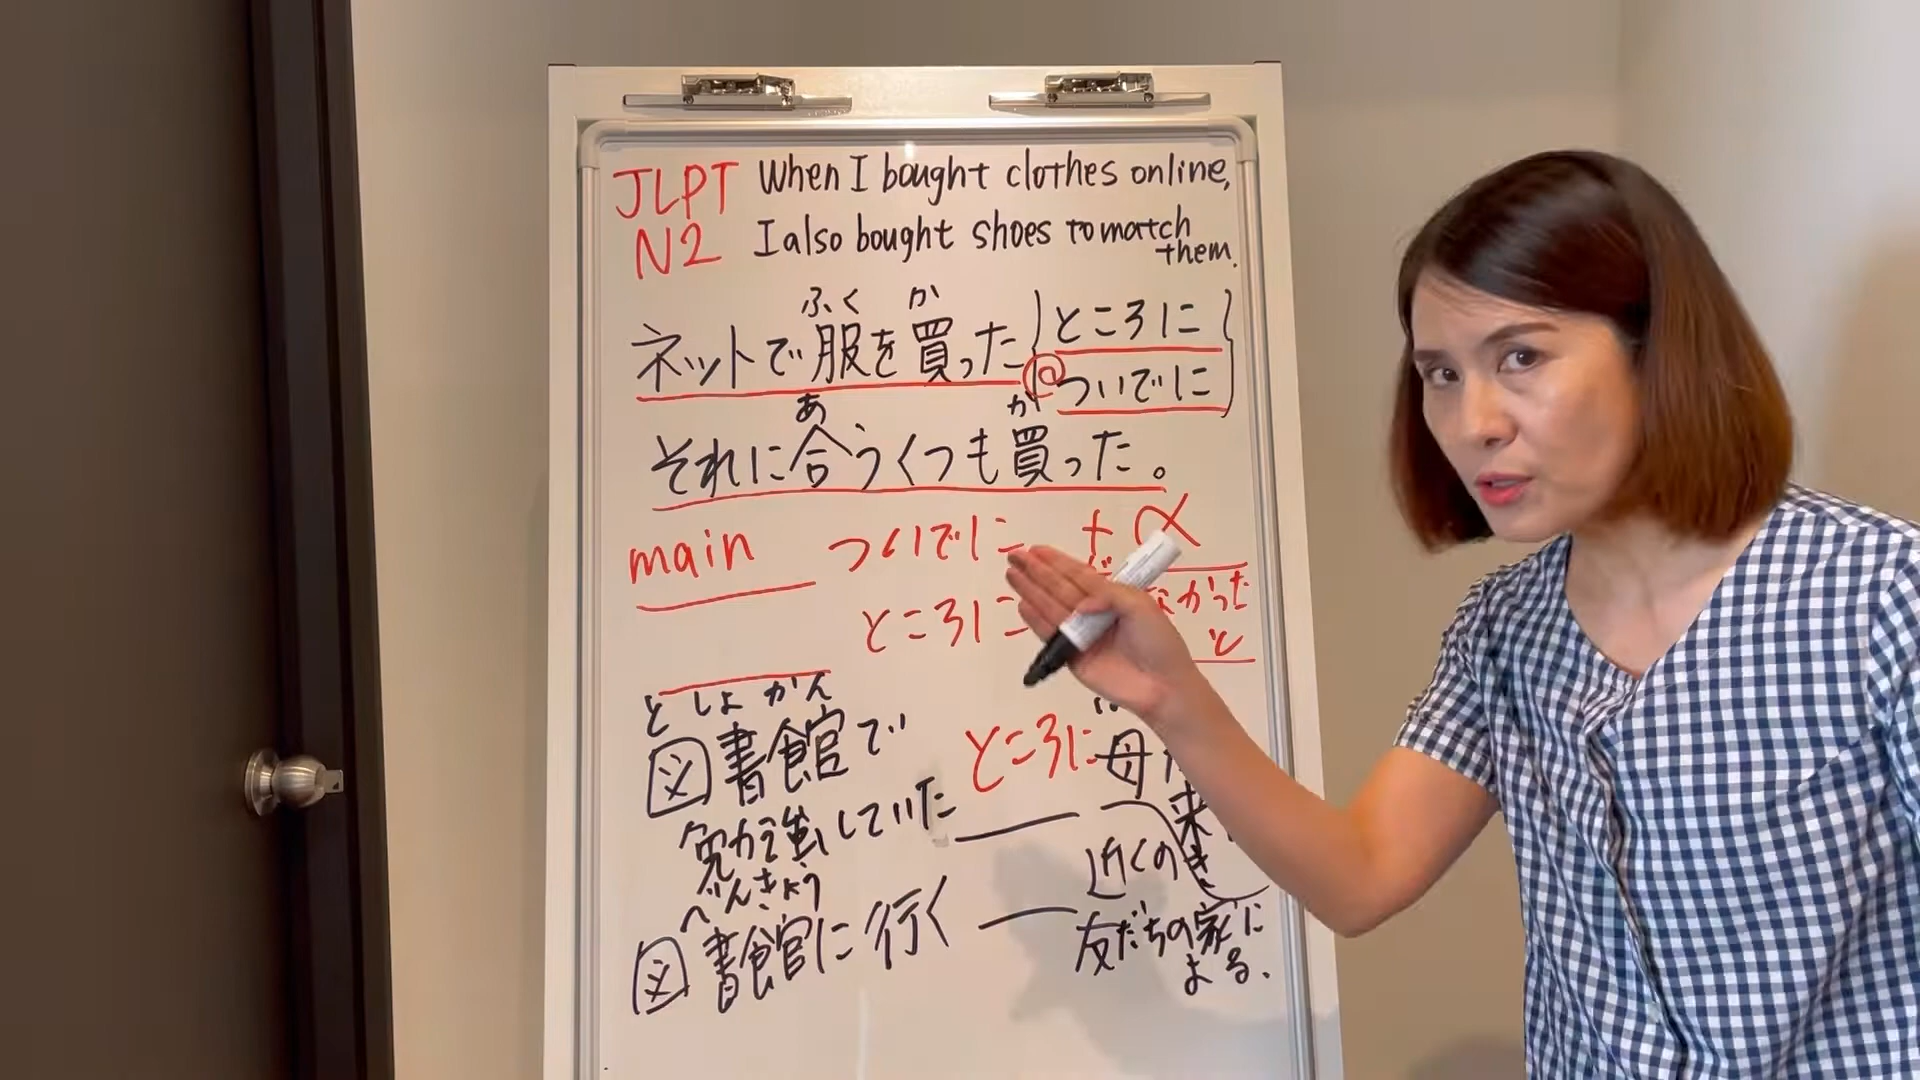 JLPT N2
When I bought clothes online,
I also bought shoes to match
them.
ふく か
ネットで服を買った
ところに
@ついでに
あ か
それに合うくつも買った。
main ついでに +α
ところに なかった
と
としょかん
図書館で
ところに 母
勉強していた
べんきょう
近くの
図書館に行く
友だちの家に
よる。